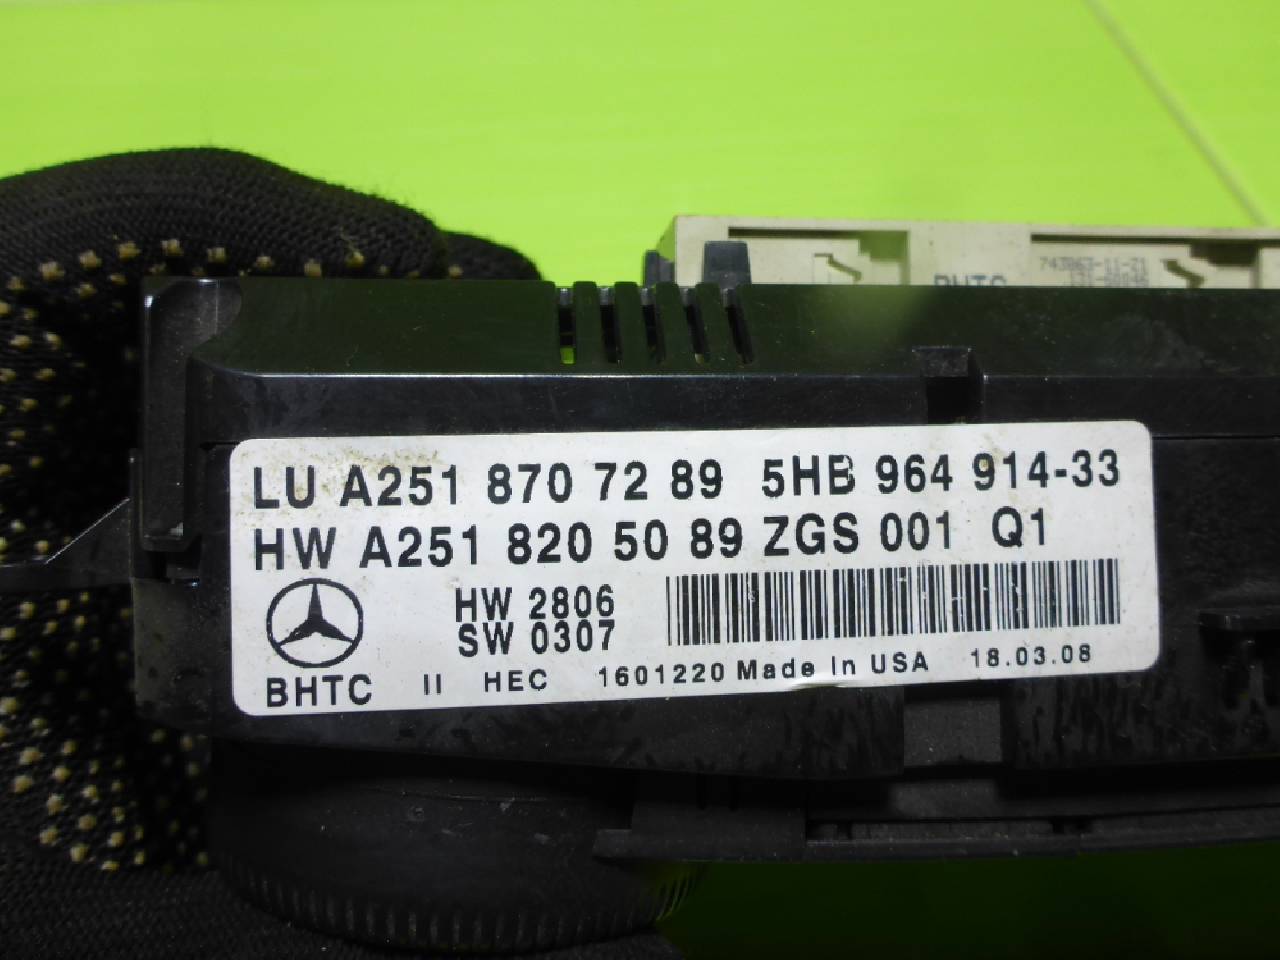 BHTC
LU A251 870 72 89 5HB 964 914-33
HW A251 820 50 89 ZGS 001 Q1
HW 2806
SW 0307
BHTC II HEC 1601220 Made in USA 18.03.08